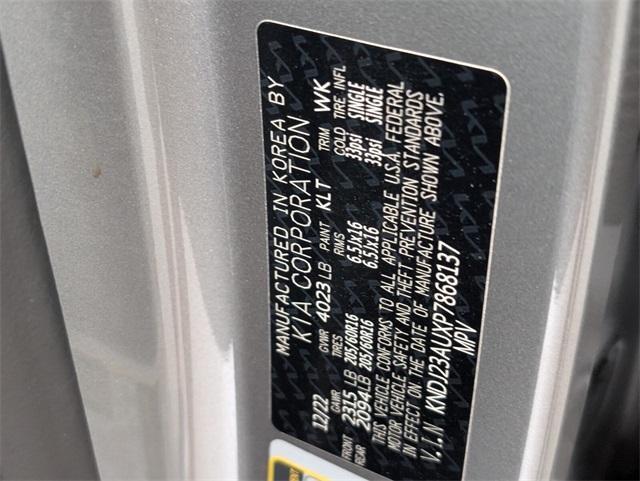 MANUFACTURED IN KOREA BY
KIA CORPORATION
12/22 GVWR 4023 LB PAINT KLT TRIM WK
GAWR TIRES RIMS COLD TIRE INFL
FRONT 2315 LB 205/60R16 6.5Jx16 33psi SINGLE
REAR 2094 LB 205/60R16 6.5Jx16 33psi SINGLE
THIS VEHICLE CONFORMS TO ALL APPLICABLE U.S.A. FEDERAL
MOTOR VEHICLE SAFETY AND THEFT PREVENTION STANDARDS
IN EFFECT ON THE DATE OF MANUFACTURE SHOWN ABOVE.
V.I.N KNDJ23AUXP7868137
MPV